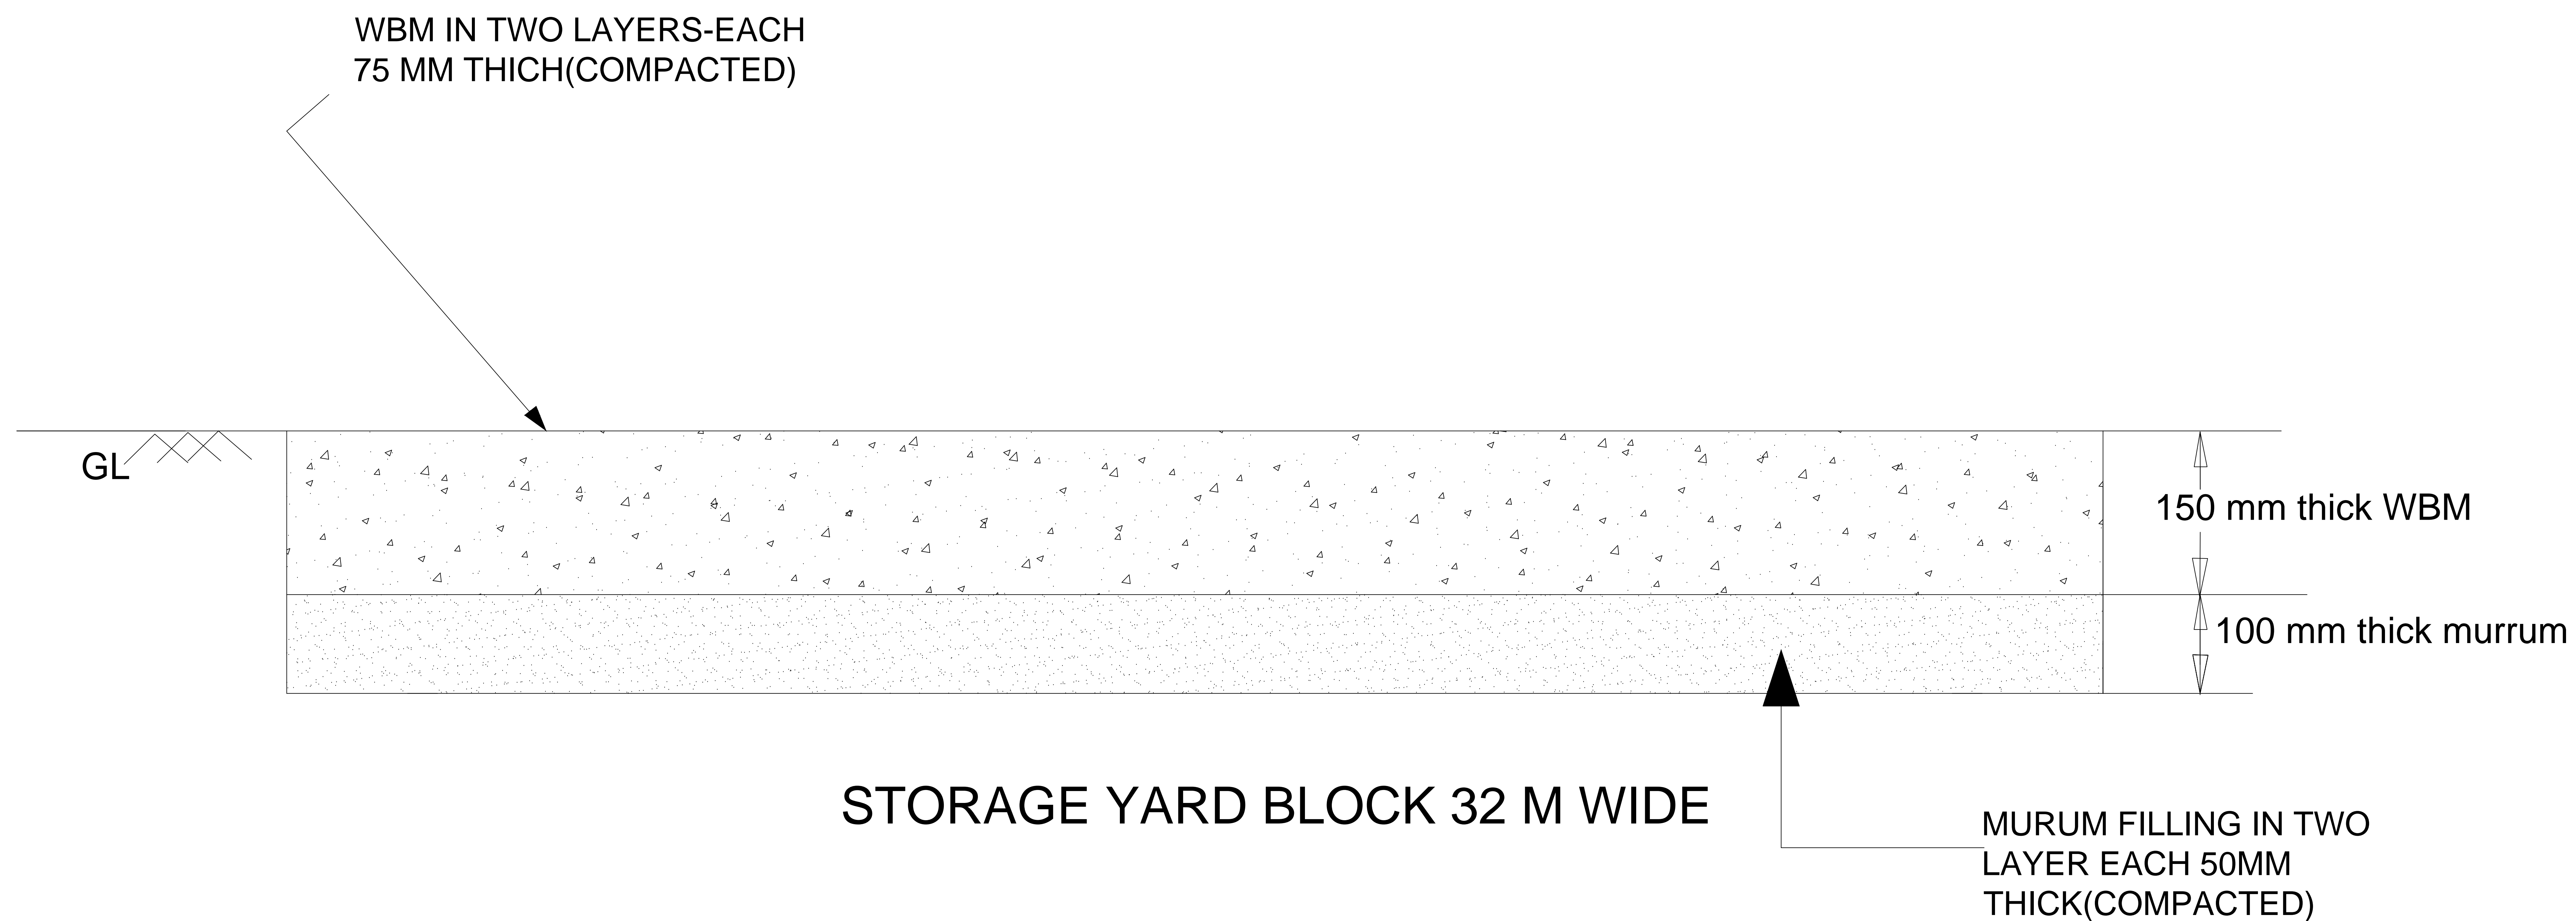 WBM IN TWO LAYERS-EACH
75 MM THICH(COMPACTED)
GL
150 mm thick WBM
100 mm thick murrum
STORAGE YARD BLOCK 32 M WIDE
MURUM FILLING IN TWO
LAYER EACH 50MM
THICK(COMPACTED)